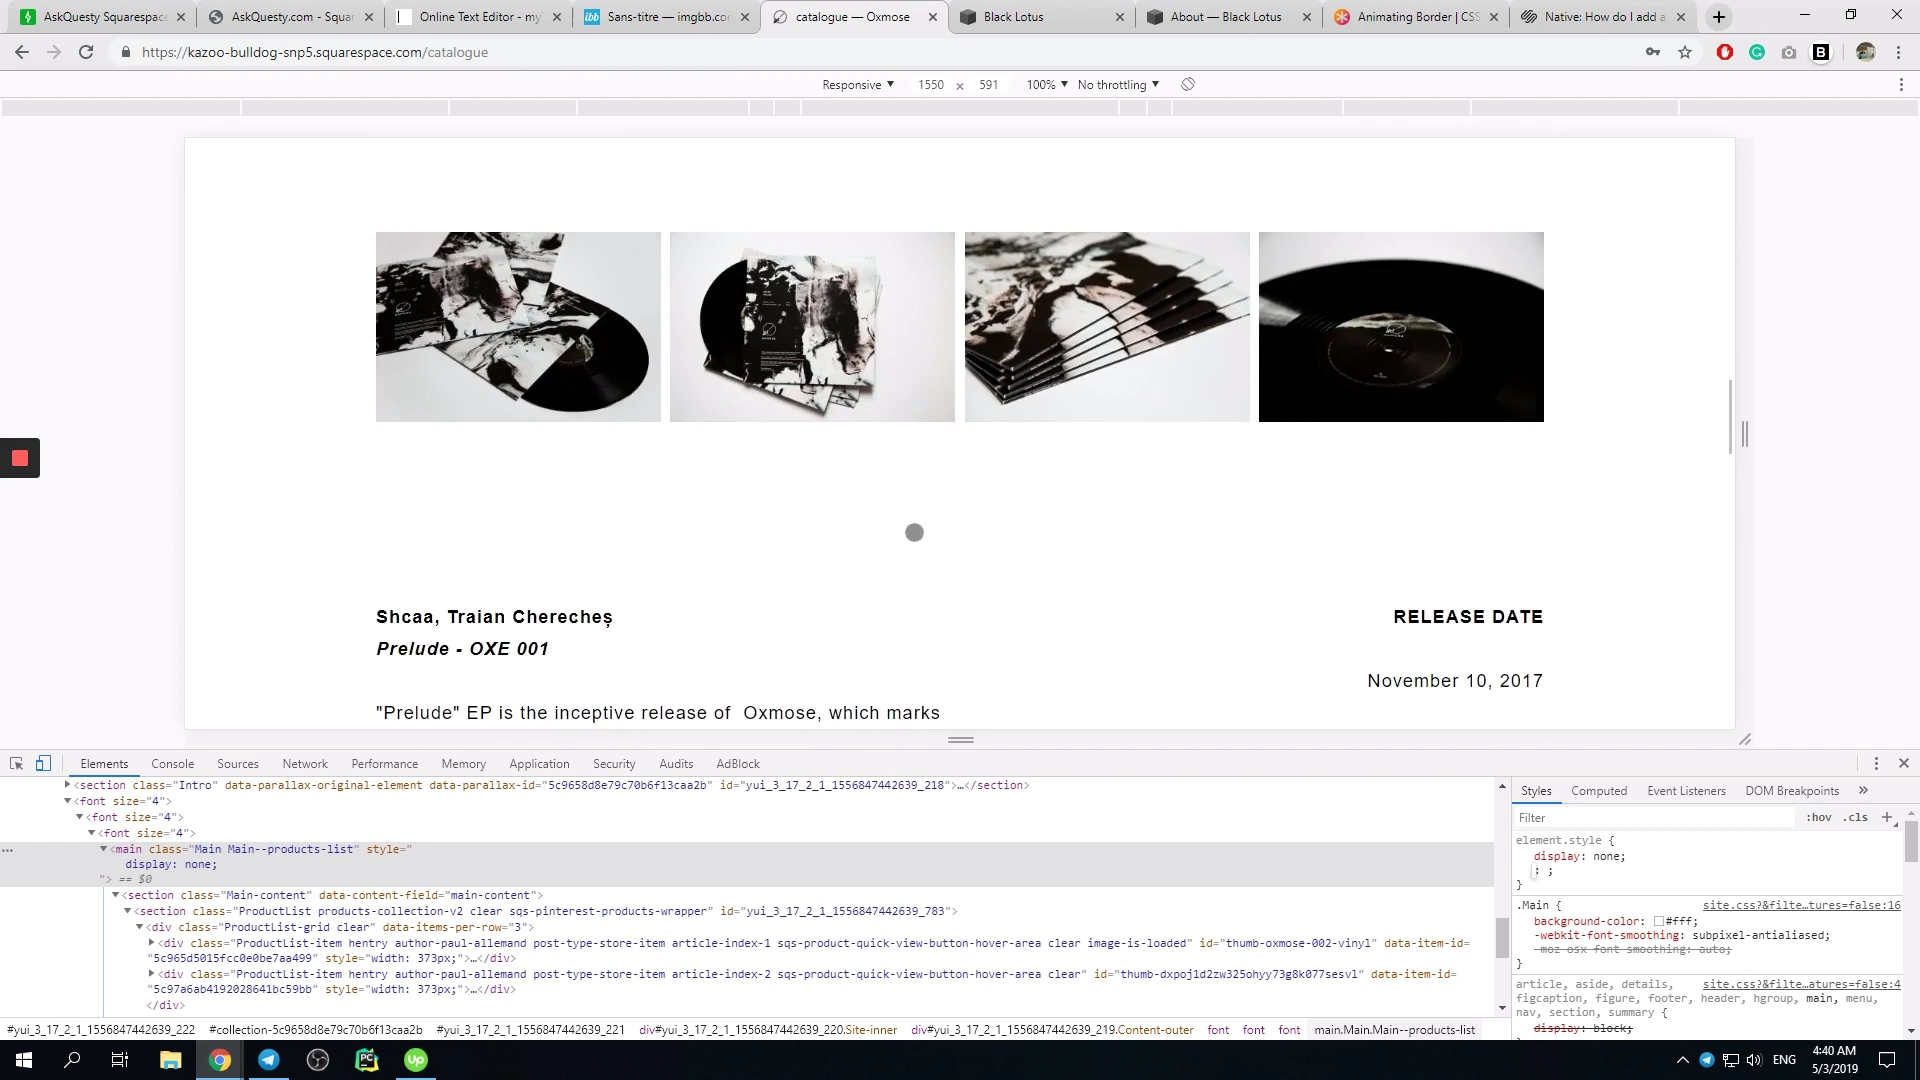 AskQuesty Squarespace
AskQuesty.com - Squar
Online Text Editor - my
ibb Sans-titre — imgbb.com
catalogue — Oxmose
Black Lotus
About — Black Lotus
Animating Border | CSS
Native: How do I add a
https://kazoo-bulldog-snp5.squarespace.com/catalogue
Responsive ▼ 1550 × 591 100% ▼ No throttling ▼
Shcaa, Traian Cherecheș
RELEASE DATE
Prelude - OXE 001
November 10, 2017
"Prelude" EP is the inceptive release of Oxmose, which marks
Elements Console Sources Network Performance Memory Application Security Audits AdBlock
<section class="Intro" data-parallax-original-element data-parallax-id="5c9658d8e79c70b6f13caa2b" id="yui_3_17_2_1_1556847442639_218">…</section>
<font size="4">
<font size="4">
<font size="4">
<main class="Main Main--products-list" style="
display: none;
"> == $0
<section class="Main-content" data-content-field="main-content">
<section class="ProductList products-collection-v2 clear sqs-pinterest-products-wrapper" id="yui_3_17_2_1_1556847442639_783">
<div class="ProductList-grid clear" data-items-per-row="3">
<div class="ProductList-item hentry author-paul-allemand post-type-store-item article-index-1 sqs-product-quick-view-button-hover-area clear image-is-loaded" id="thumb-oxmose-002-vinyl" data-item-id=
"5c965d5015fcc0e0be7aa499" style="width: 373px;">…</div>
<div class="ProductList-item hentry author-paul-allemand post-type-store-item article-index-2 sqs-product-quick-view-button-hover-area clear" id="thumb-dxpoj1d2zw325ohyy73g8k077sesvl" data-item-id=
"5c97a6ab4192028641bc59bb" style="width: 373px;">…</div>
</div>
#yui_3_17_2_1_1556847442639_222 #collection-5c9658d8e79c70b6f13caa2b #yui_3_17_2_1_1556847442639_221 div#yui_3_17_2_1_1556847442639_220.Site-inner div#yui_3_17_2_1_1556847442639_219.Content-outer font font font main.Main.Main--products-list
Styles Computed Event Listeners DOM Breakpoints »
Filter :hov .cls +
element.style {
display: none;
: ;
}
.Main { site.css?&filte…tures=false:16
background-color: #fff;
-webkit-font-smoothing: subpixel-antialiased;
-moz-osx-font-smoothing: auto;
}
article, aside, details, site.css?&filte…atures=false:4
figcaption, figure, footer, header, hgroup, main, menu,
nav, section, summary {
display: block;
ENG
4:40 AM
5/3/2019